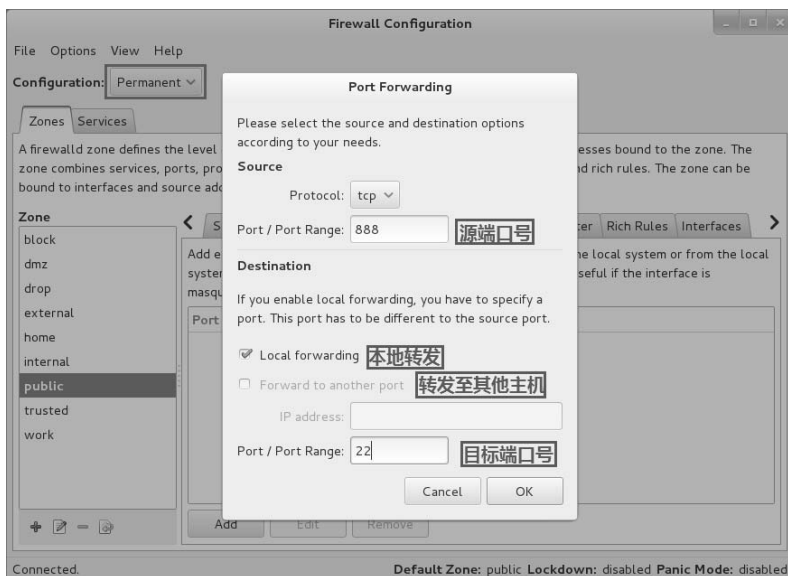 Firewall Configuration
File Options View Help
Configuration: Permanent
Zones Services
A firewalld zone defines the level
esses bound to the zone. The
zone combines services, ports, pro
nd rich rules. The zone can be
bound to interfaces and source add
Zone
block
dmz
drop
external
home
internal
public
trusted
work
S
ter Rich Rules Interfaces
Add e
he local system or from the local
system
seful if the interface is
masqu
Port
Port Forwarding
Please select the source and destination options
according to your needs.
Source
Protocol: tcp
Port / Port Range: 888 源端口号
Destination
If you enable local forwarding, you have to specify a
port. This port has to be different to the source port.
Local forwarding 本地转发
Forward to another port 转发至其他主机
IP address:
Port / Port Range: 22 目标端口号
Cancel OK
Add Edit Remove
Connected.
Default Zone: public Lockdown: disabled Panic Mode: disabled